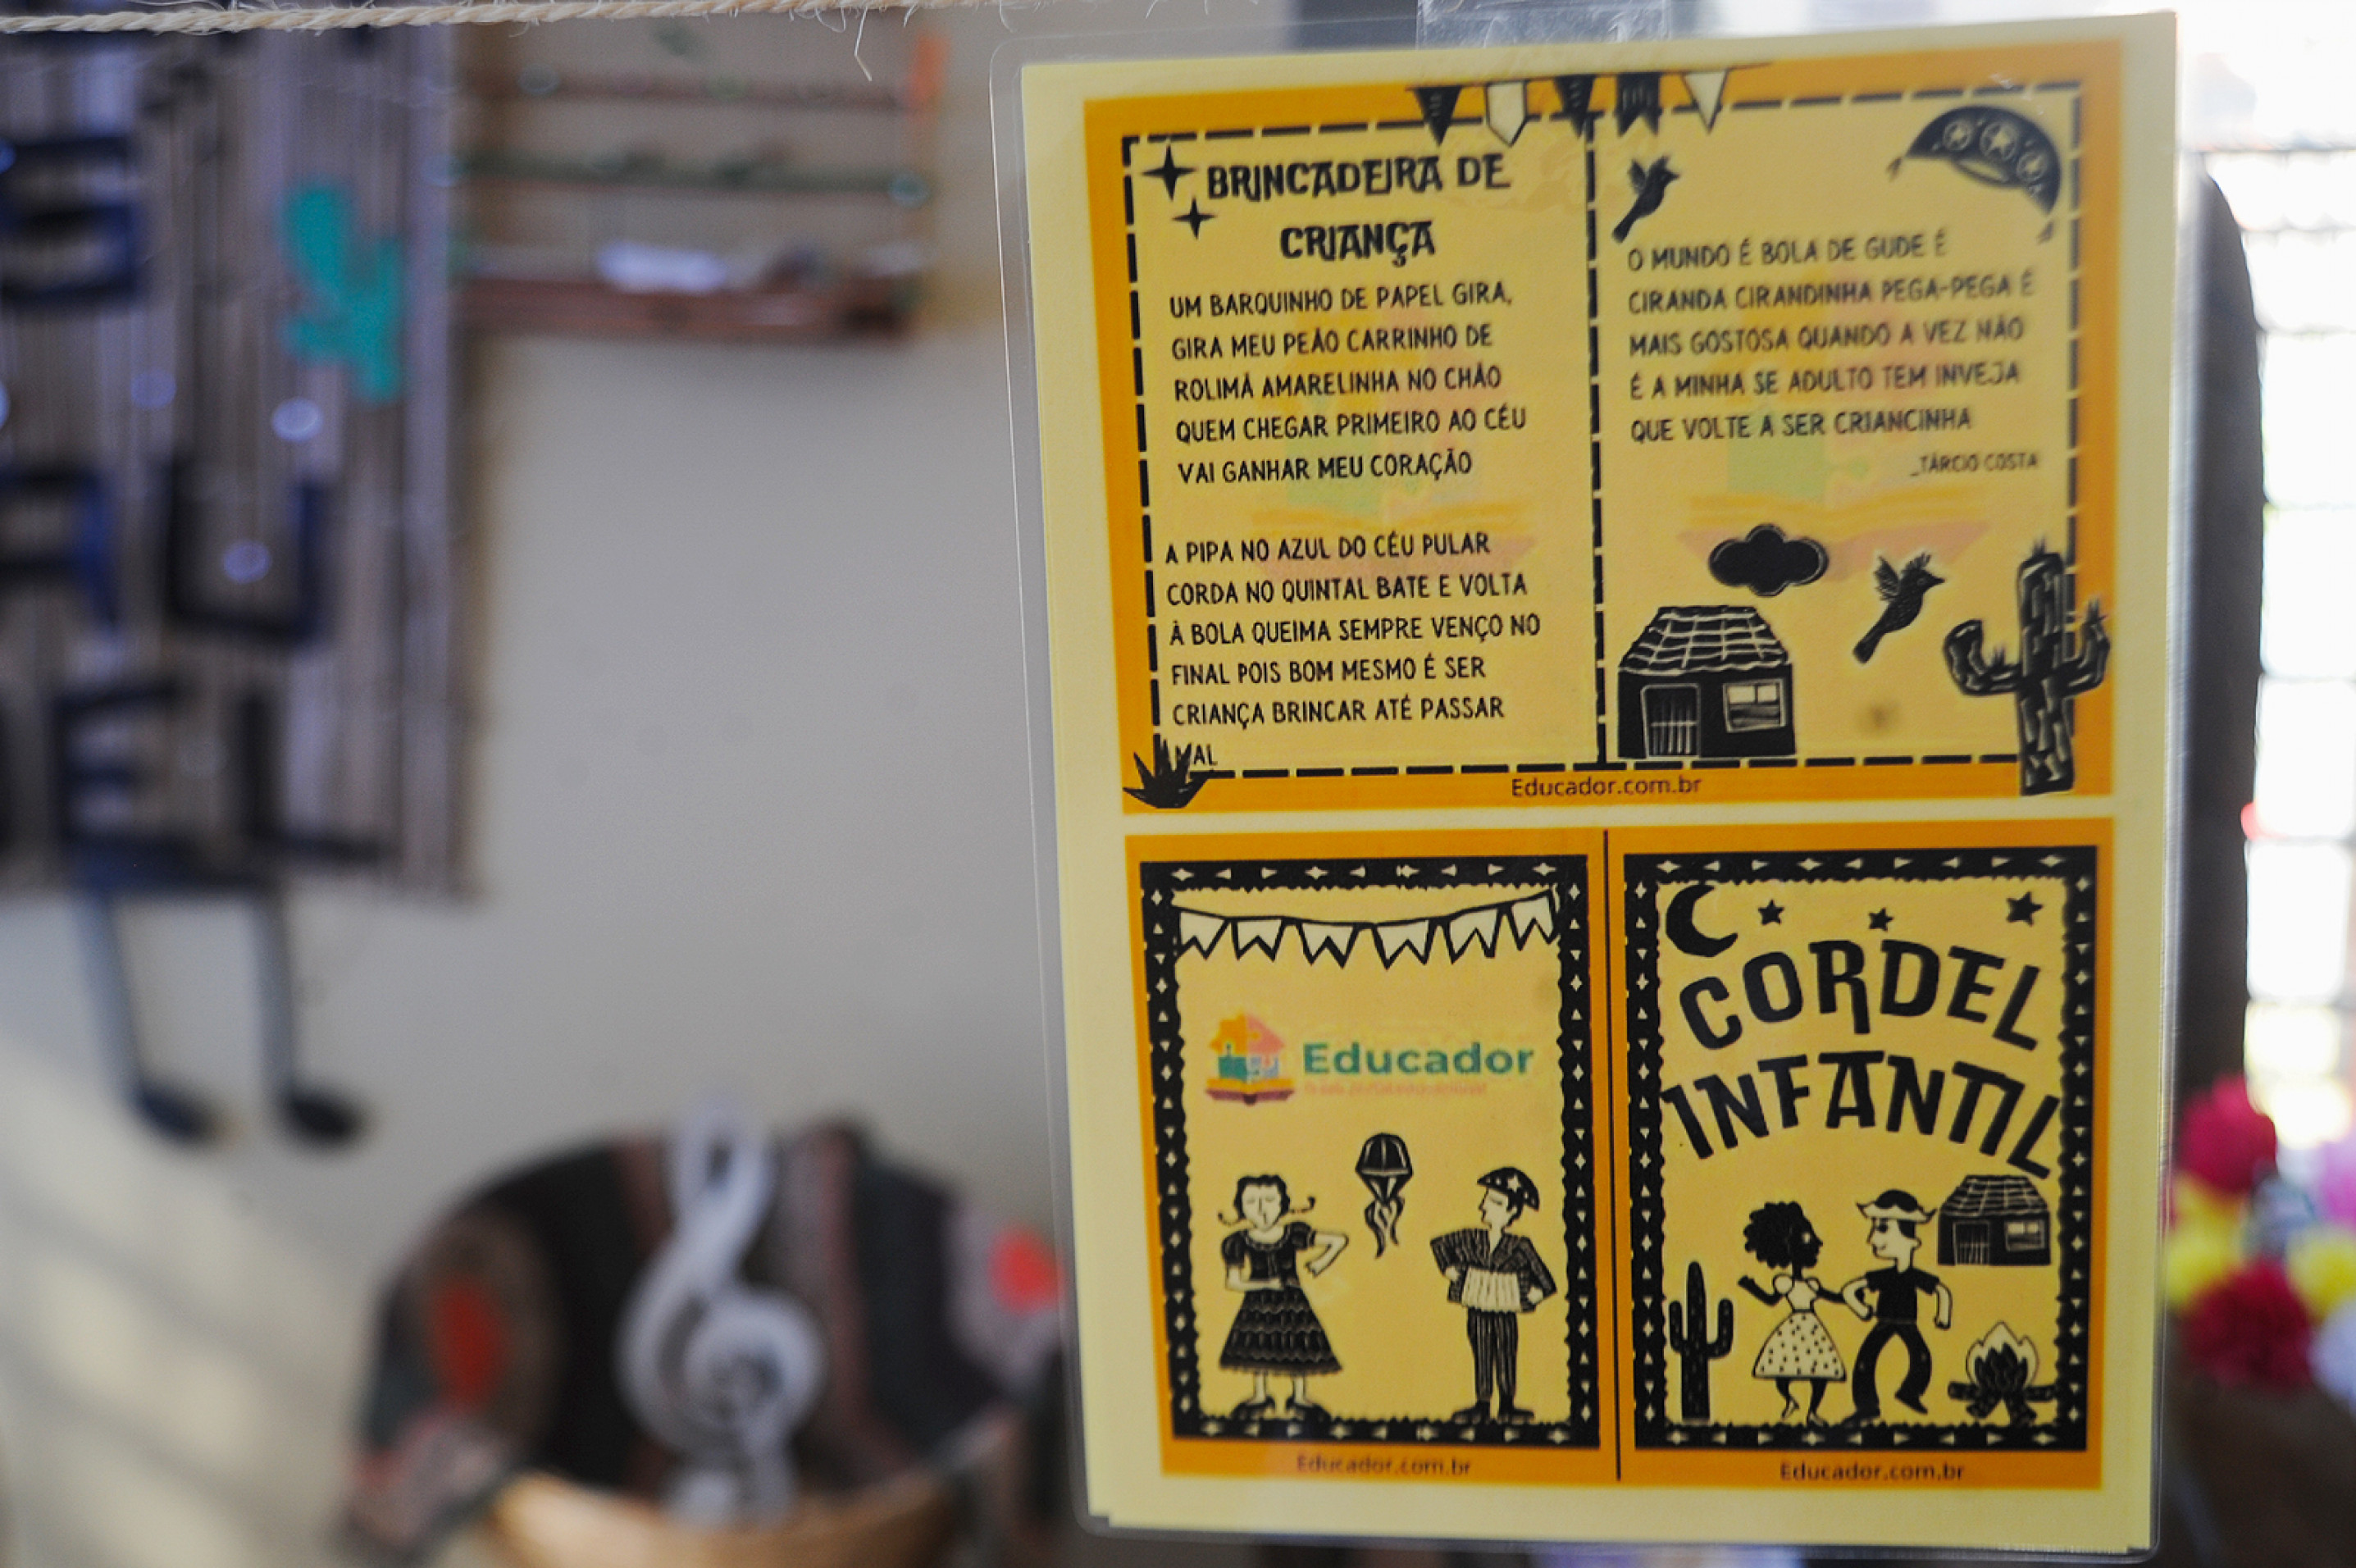 BRINCADEIRA DE
CRIANÇA
UM BARQUINHO DE PAPEL GIRA,
GIRA MEU PEÃO CARRINHO DE
ROLIMÃ AMARELINHA NO CHÃO
QUEM CHEGAR PRIMEIRO AO CÉU
VAI GANHAR MEU CORAÇÃO
A PIPA NO AZUL DO CÉU PULAR
CORDA NO QUINTAL BATE E VOLTA
À BOLA QUEIMA SEMPRE VENÇO NO
FINAL POIS BOM MESMO É SER
CRIANÇA BRINCAR ATÉ PASSAR
MAL
O MUNDO É BOLA DE GUDE É
CIRANDA CIRANDINHA PEGA-PEGA É
MAIS GOSTOSA QUANDO A VEZ NÃO
É A MINHA SE ADULTO TEM INVEJA
QUE VOLTE A SER CRIANCINHA
_TÁRCIO COSTA
Educador.com.br
Educador
Educador.com.br
CORDEL
INFANTIL
Educador.com.br